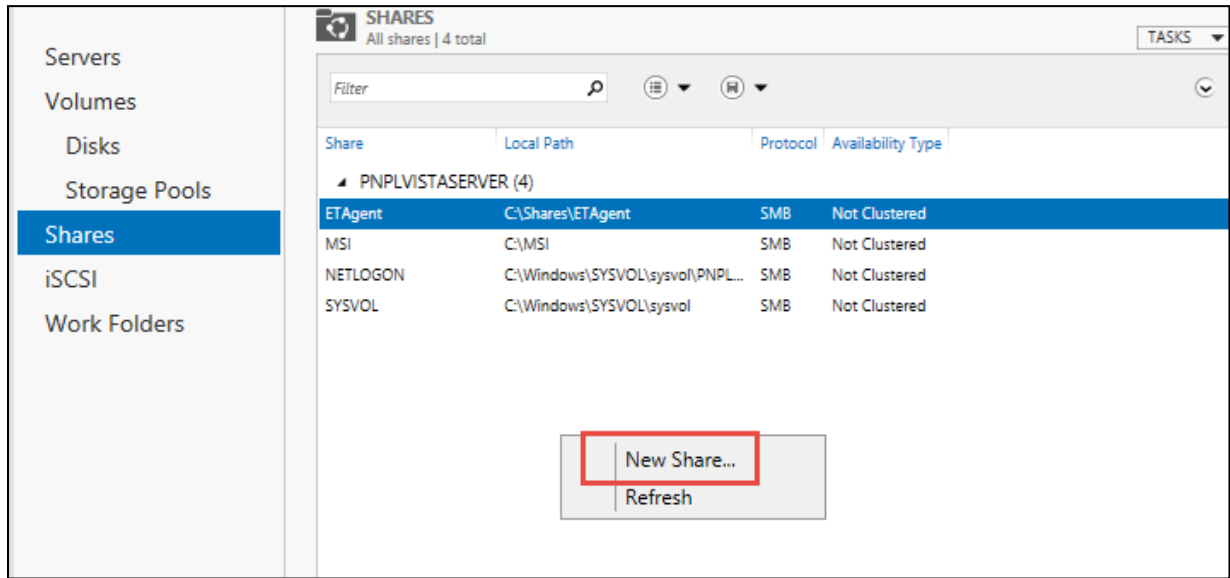 Servers
Volumes
Disks
Storage Pools
Shares
iSCSI
Work Folders
SHARES
All shares | 4 total
TASKS
Filter
Share Local Path Protocol Availability Type
PNPLVISTASERVER (4)
ETAgent C:\Shares\ETAgent SMB Not Clustered
MSI C:\MSI SMB Not Clustered
NETLOGON C:\Windows\SYSVOL\sysvol\PNPL... SMB Not Clustered
SYSVOL C:\Windows\SYSVOL\sysvol SMB Not Clustered
New Share...
Refresh